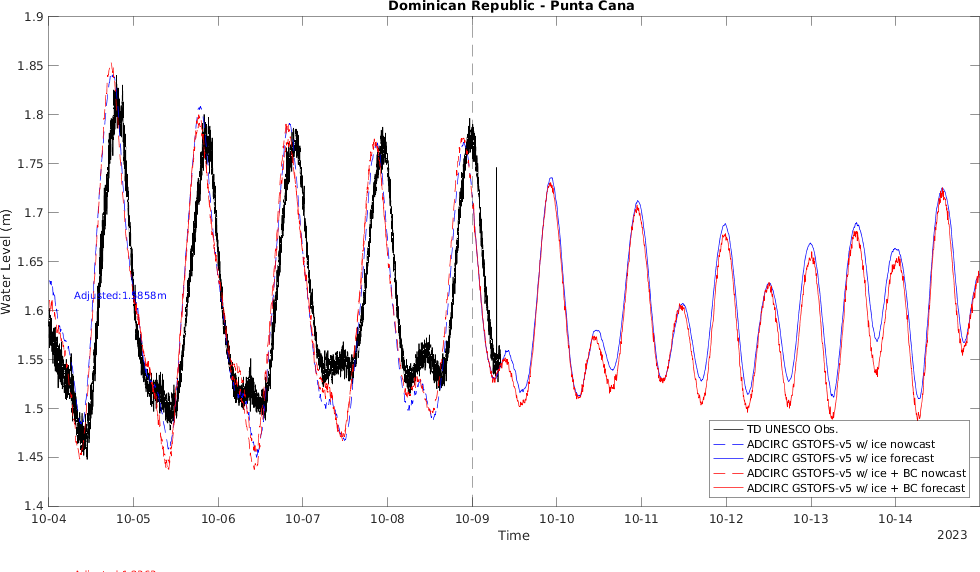 Dominican Republic - Punta Cana
Water Level (m)
1.9
1.85
1.8
1.75
1.7
1.65
1.6
1.55
1.5
1.45
1.4
Adjusted:1.5858m
TD UNESCO Obs.
ADCIRC GSTOFS-v5 w/ ice nowcast
ADCIRC GSTOFS-v5 w/ ice forecast
ADCIRC GSTOFS-v5 w/ ice + BC nowcast
ADCIRC GSTOFS-v5 w/ ice + BC forecast
10-04 10-05 10-06 10-07 10-08 10-09 10-10 10-11 10-12 10-13 10-14
Time
2023